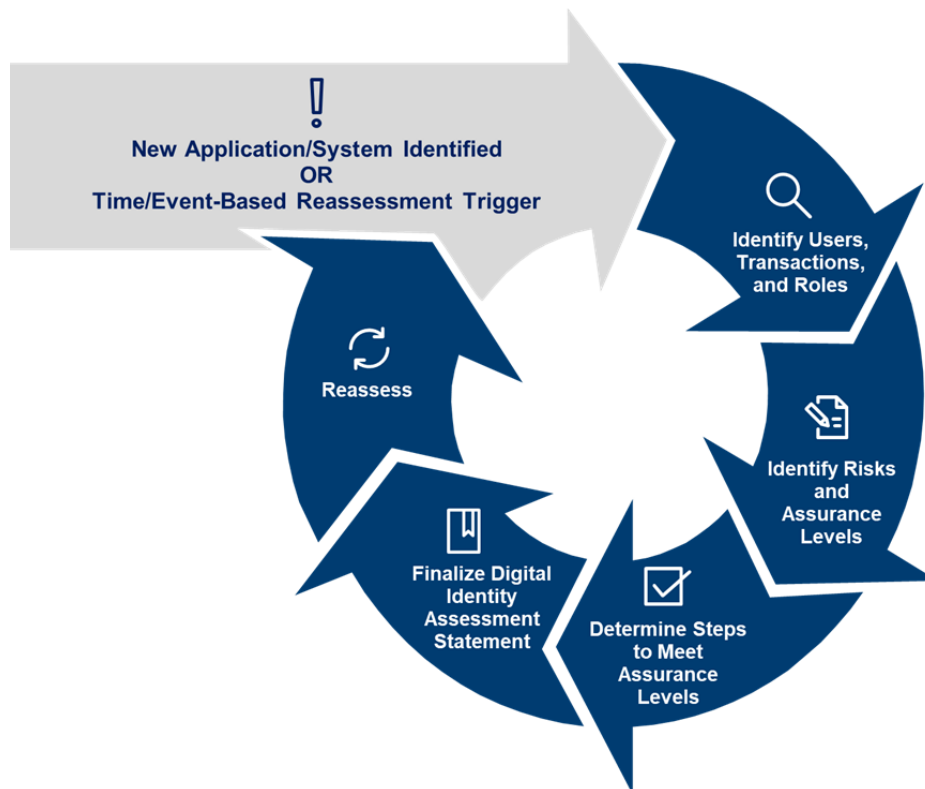 New Application/System Identified
OR
Time/Event-Based Reassessment Trigger
Identify Users,
Transactions,
and Roles
Identify Risks
and
Assurance
Levels
Determine Steps
to Meet
Assurance
Levels
Finalize Digital
Identity
Assessment
Statement
Reassess